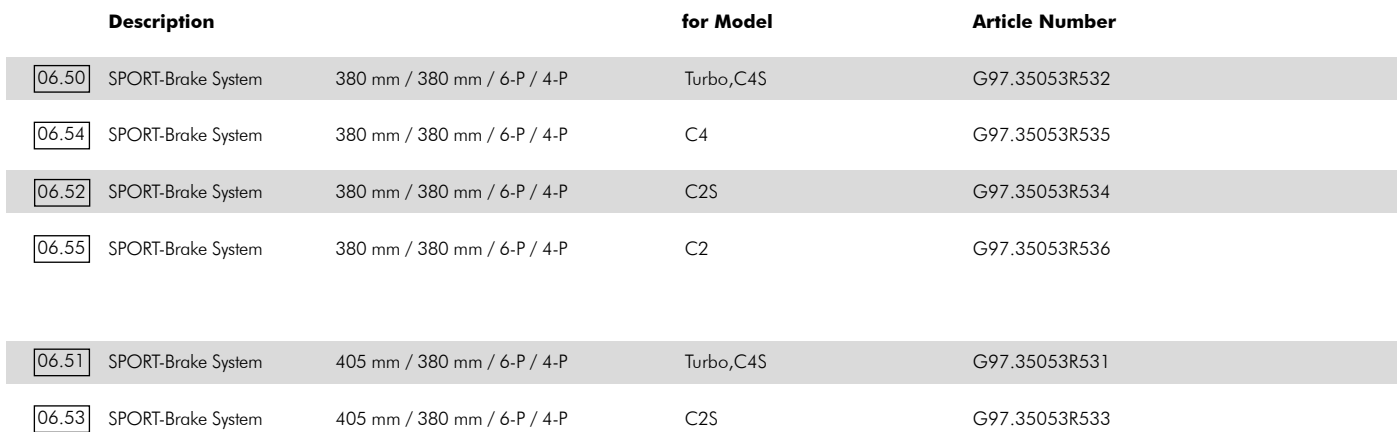 Description for Model Article Number
06.50 SPORT-Brake System 380 mm / 380 mm / 6-P / 4-P Turbo,C4S G97.35053R532
06.54 SPORT-Brake System 380 mm / 380 mm / 6-P / 4-P C4 G97.35053R535
06.52 SPORT-Brake System 380 mm / 380 mm / 6-P / 4-P C2S G97.35053R534
06.55 SPORT-Brake System 380 mm / 380 mm / 6-P / 4-P C2 G97.35053R536
06.51 SPORT-Brake System 405 mm / 380 mm / 6-P / 4-P Turbo,C4S G97.35053R531
06.53 SPORT-Brake System 405 mm / 380 mm / 6-P / 4-P C2S G97.35053R533